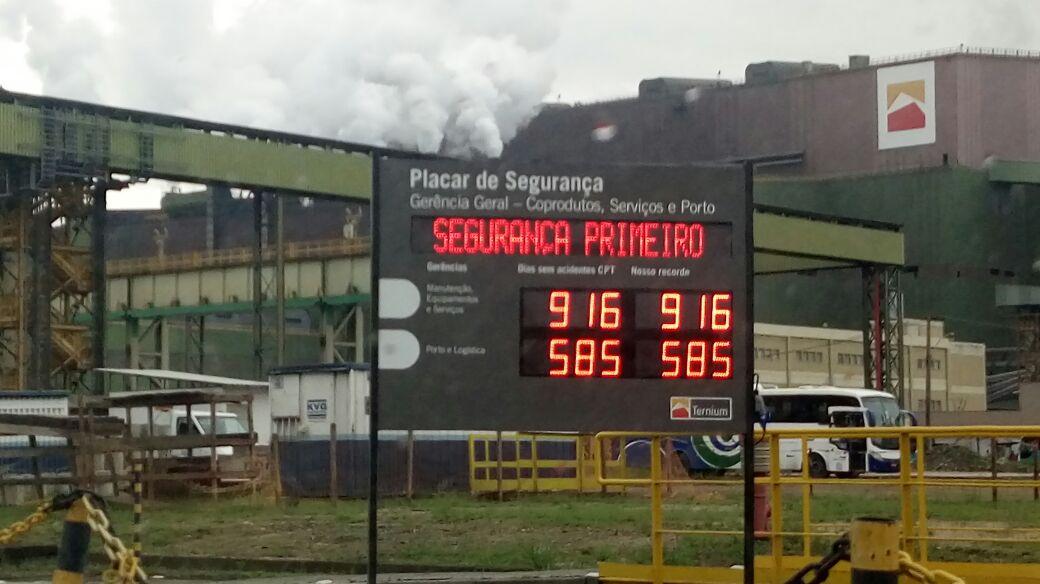 Placar de Segurança
Gerência Geral – Coprodutos, Serviços e Porto
SEGURANÇA PRIMEIRO
Gerências Dias sem acidentes CPT Nosso recorde
Manutenção,
Equipamentos
e Serviços
916 916
Porto e Logística 585 585
Ternium
KVG